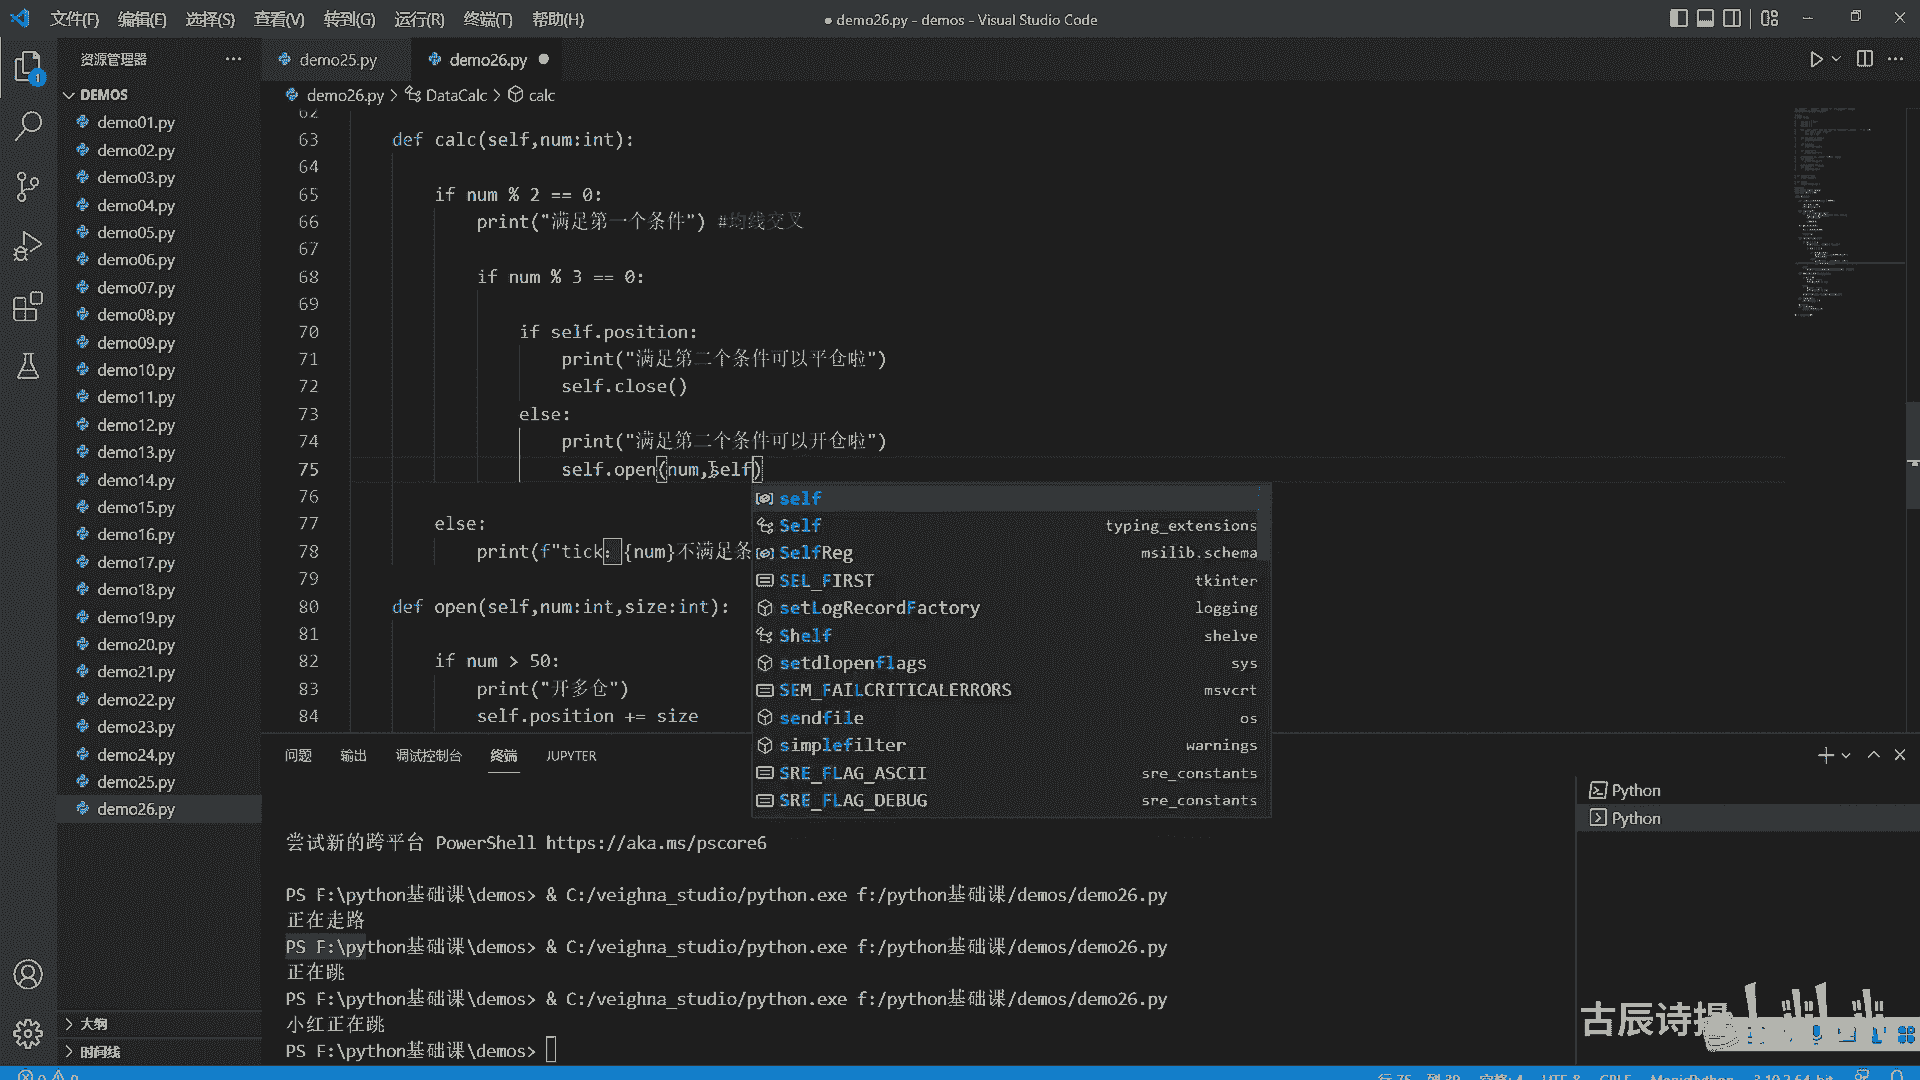 文件(F) 编辑(E) 选择(S) 查看(V) 转到(G) 运行(R) 终端(T) 帮助(H)
● demo26.py - demos - Visual Studio Code
资源管理器
DEMOS
demo01.py
demo02.py
demo03.py
demo04.py
demo05.py
demo06.py
demo07.py
demo08.py
demo09.py
demo10.py
demo11.py
demo12.py
demo13.py
demo14.py
demo15.py
demo16.py
demo17.py
demo18.py
demo19.py
demo20.py
demo21.py
demo22.py
demo23.py
demo24.py
demo25.py
demo26.py
大纲
时间线
1
demo25.py demo26.py ●
demo26.py > DataCalc > calc
62
63 def calc(self,num:int):
64
65 if num % 2 == 0:
66 print("满足第一个条件") #均线交叉
67
68 if num % 3 == 0:
69
70 if self.position:
71 print("满足第二个条件可以平仓啦")
72 self.close()
73 else:
74 print("满足第二个条件可以开仓啦")
75 self.open(num,self)
76
77 else:
78 print(f"tick：{num}不满足条
79
80 def open(self,num:int,size:int):
81
82 if num > 50:
83 print("开多仓")
84 self.position += size
self
Self typing_extensions
SelfReg msilib.schema
SEL_FIRST tkinter
setLogRecordFactory logging
Shelf shelve
setdlopenflags sys
SEM_FAILCRITICALERRORS msvcrt
sendfile os
simplefilter warnings
SRE_FLAG_ASCII sre_constants
SRE_FLAG_DEBUG sre_constants
问题 输出 调试控制台 终端 JUPYTER
尝试新的跨平台 PowerShell https://aka.ms/pscore6
PS F:\python基础课\demos> & C:/veighna_studio/python.exe f:/python基础课/demos/demo26.py
正在走路
PS F:\python基础课\demos> & C:/veighna_studio/python.exe f:/python基础课/demos/demo26.py
正在跳
PS F:\python基础课\demos> & C:/veighna_studio/python.exe f:/python基础课/demos/demo26.py
小红正在跳
PS F:\python基础课\demos>
Python
Python
古辰诗